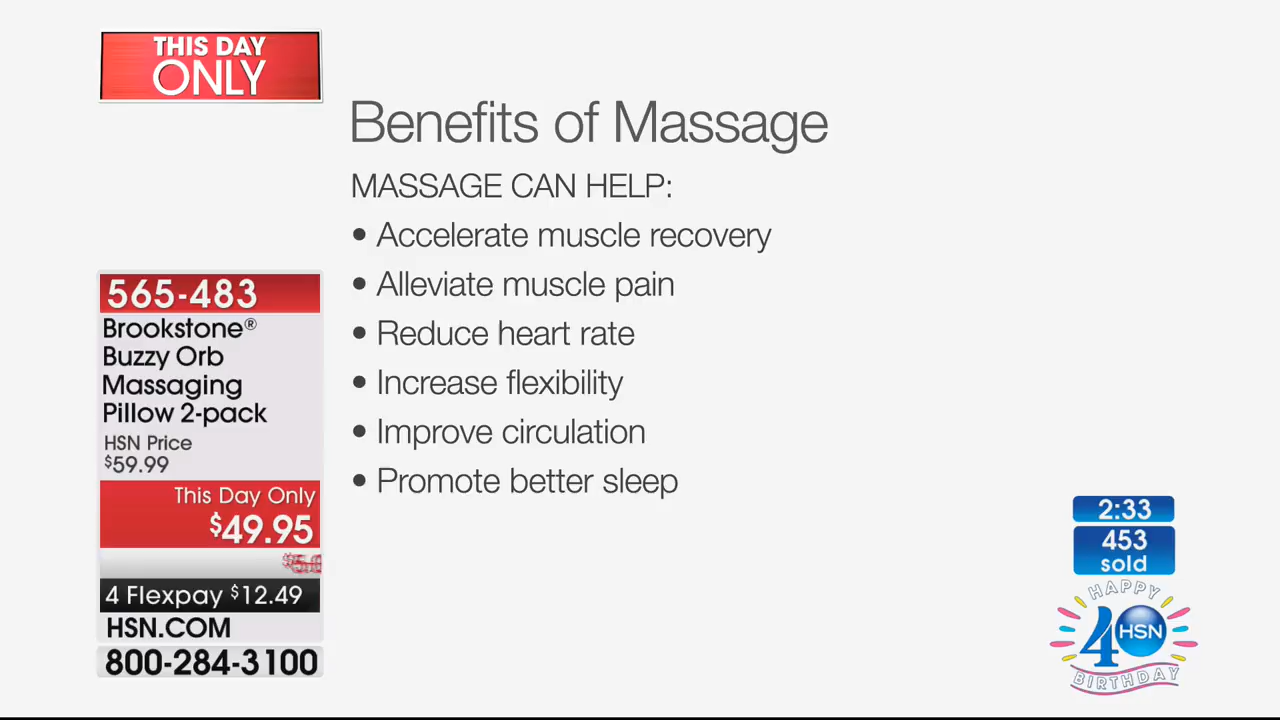 THIS DAY
ONLY
Benefits of Massage
MASSAGE CAN HELP:
• Accelerate muscle recovery
• Alleviate muscle pain
• Reduce heart rate
• Increase flexibility
• Improve circulation
• Promote better sleep
565-483
Brookstone®
Buzzy Orb
Massaging
Pillow 2-pack
HSN Price
$59.99
This Day Only
$49.95
4 Flexpay $12.49
HSN.COM
800-284-3100
2:33
453
sold
HAPPY
40 HSN
BIRTHDAY